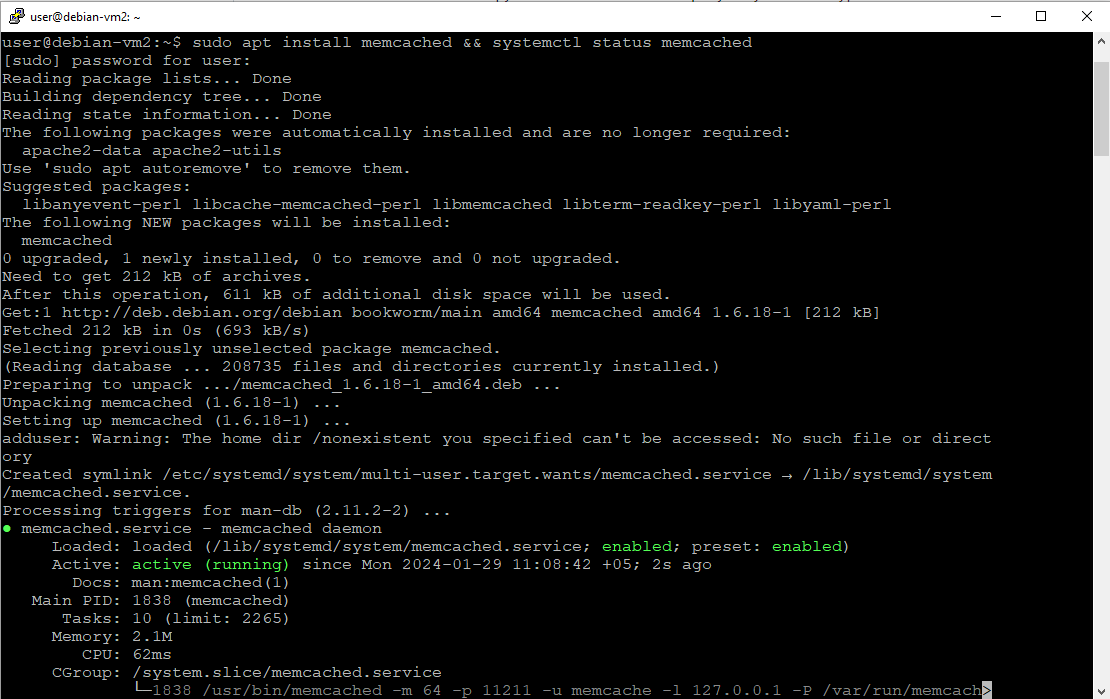 user@debian-vm2: ~
user@debian-vm2:~$ sudo apt install memcached && systemctl status memcached
[sudo] password for user:
Reading package lists... Done
Building dependency tree... Done
Reading state information... Done
The following packages were automatically installed and are no longer required:
  apache2-data apache2-utils
Use 'sudo apt autoremove' to remove them.
Suggested packages:
  libanyevent-perl libcache-memcached-perl libmemcached libterm-readkey-perl libyaml-perl
The following NEW packages will be installed:
  memcached
0 upgraded, 1 newly installed, 0 to remove and 0 not upgraded.
Need to get 212 kB of archives.
After this operation, 611 kB of additional disk space will be used.
Get:1 http://deb.debian.org/debian bookworm/main amd64 memcached amd64 1.6.18-1 [212 kB]
Fetched 212 kB in 0s (693 kB/s)
Selecting previously unselected package memcached.
(Reading database ... 208735 files and directories currently installed.)
Preparing to unpack .../memcached_1.6.18-1_amd64.deb ...
Unpacking memcached (1.6.18-1) ...
Setting up memcached (1.6.18-1) ...
adduser: Warning: The home dir /nonexistent you specified can't be accessed: No such file or direct
ory
Created symlink /etc/systemd/system/multi-user.target.wants/memcached.service → /lib/systemd/system
/memcached.service.
Processing triggers for man-db (2.11.2-2) ...
● memcached.service - memcached daemon
     Loaded: loaded (/lib/systemd/system/memcached.service; enabled; preset: enabled)
     Active: active (running) since Mon 2024-01-29 11:08:42 +05; 2s ago
       Docs: man:memcached(1)
   Main PID: 1838 (memcached)
      Tasks: 10 (limit: 2265)
     Memory: 2.1M
        CPU: 62ms
     CGroup: /system.slice/memcached.service
             └─1838 /usr/bin/memcached -m 64 -p 11211 -u memcache -l 127.0.0.1 -P /var/run/memcach>